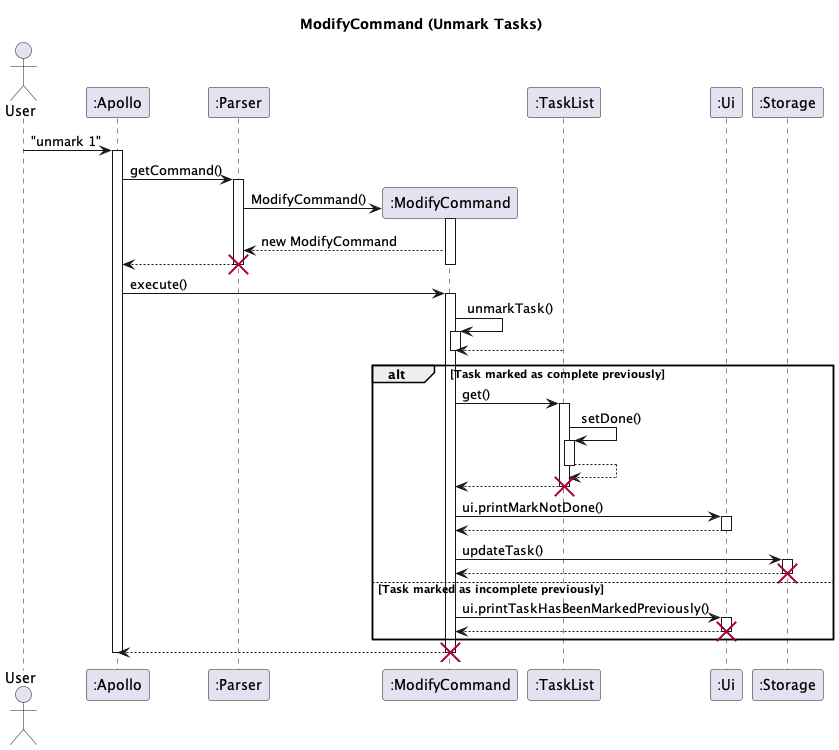 ModifyCommand (Unmark Tasks)
User
:Apollo
:Parser
:TaskList
:Ui
:Storage
"unmark 1"
getCommand()
ModifyCommand()
:ModifyCommand
new ModifyCommand
execute()
unmarkTask()
alt
[Task marked as complete previously]
get()
setDone()
ui.printMarkNotDone()
updateTask()
[Task marked as incomplete previously]
ui.printTaskHasBeenMarkedPreviously()
User
:Apollo
:Parser
:ModifyCommand
:TaskList
:Ui
:Storage